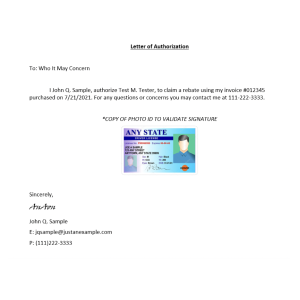 Letter of Authorization
To: Who It May Concern
I John Q. Sample, authorize Test M. Tester, to claim a rebate using my invoice #012345
purchased on 7/21/2021. For any questions or concerns you may contact me at 111-222-3333.
*COPY OF PHOTO ID TO VALIDATE SIGNATURE
ANY STATE
Sincerely,
John Q. Sample
E: jqsample@justanexample.com
P: (111)222-3333